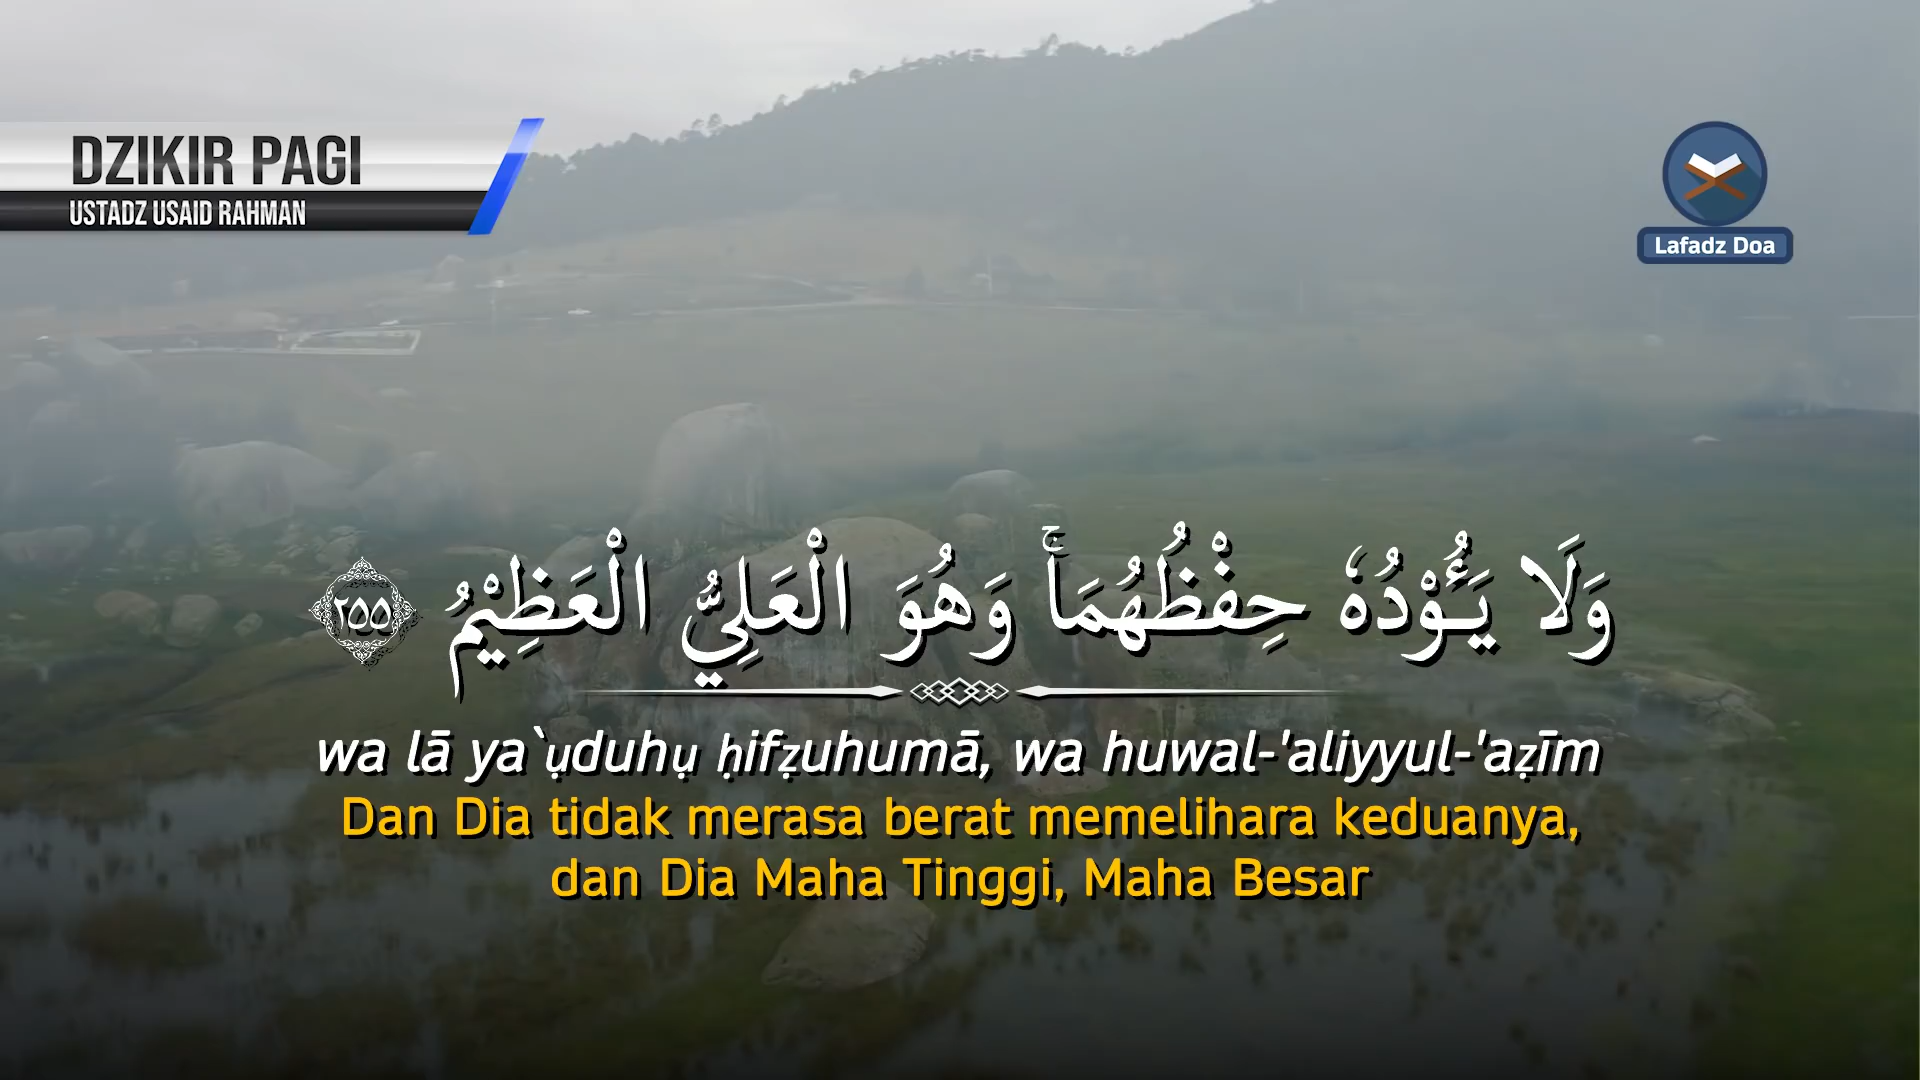 DZIKIR PAGI
USTADZ USAID RAHMAN
Lafadz Doa
وَلَا يَـُٔوْدُهٗ حِفْظُهُمَاۚ وَهُوَ الْعَلِيُّ الْعَظِيْمُ ٢٥٥
wa lā ya`ụduhụ ḥifẓuhumā, wa huwal-'aliyyul-'aẓīm
Dan Dia tidak merasa berat memelihara keduanya,
dan Dia Maha Tinggi, Maha Besar